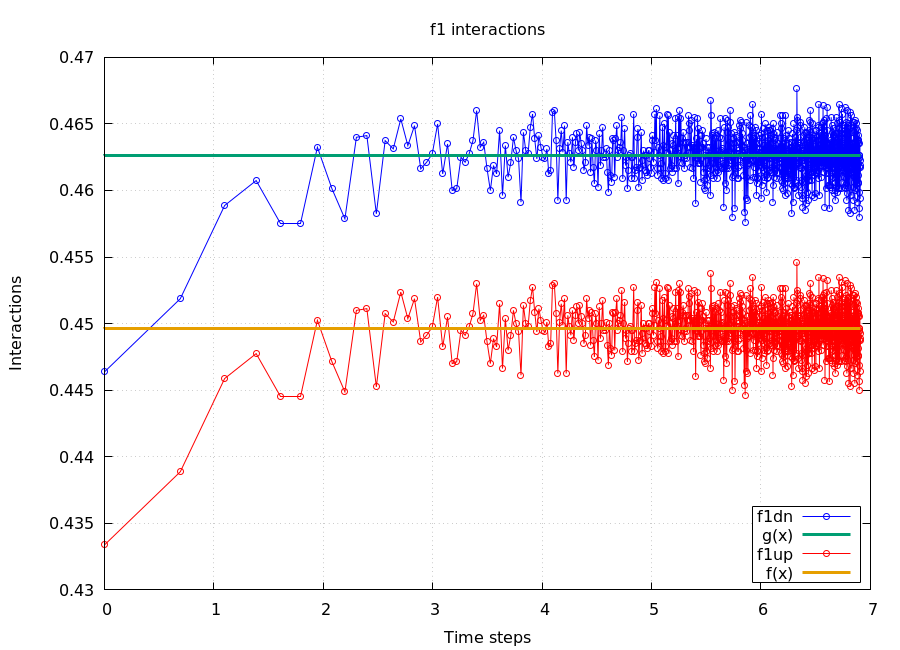 f1 interactions
0.47
0.465
0.46
0.455
0.45
0.445
0.44
0.435
0.43
Interactions
f1dn
g(x)
f1up
f(x)
0 1 2 3 4 5 6 7
Time steps